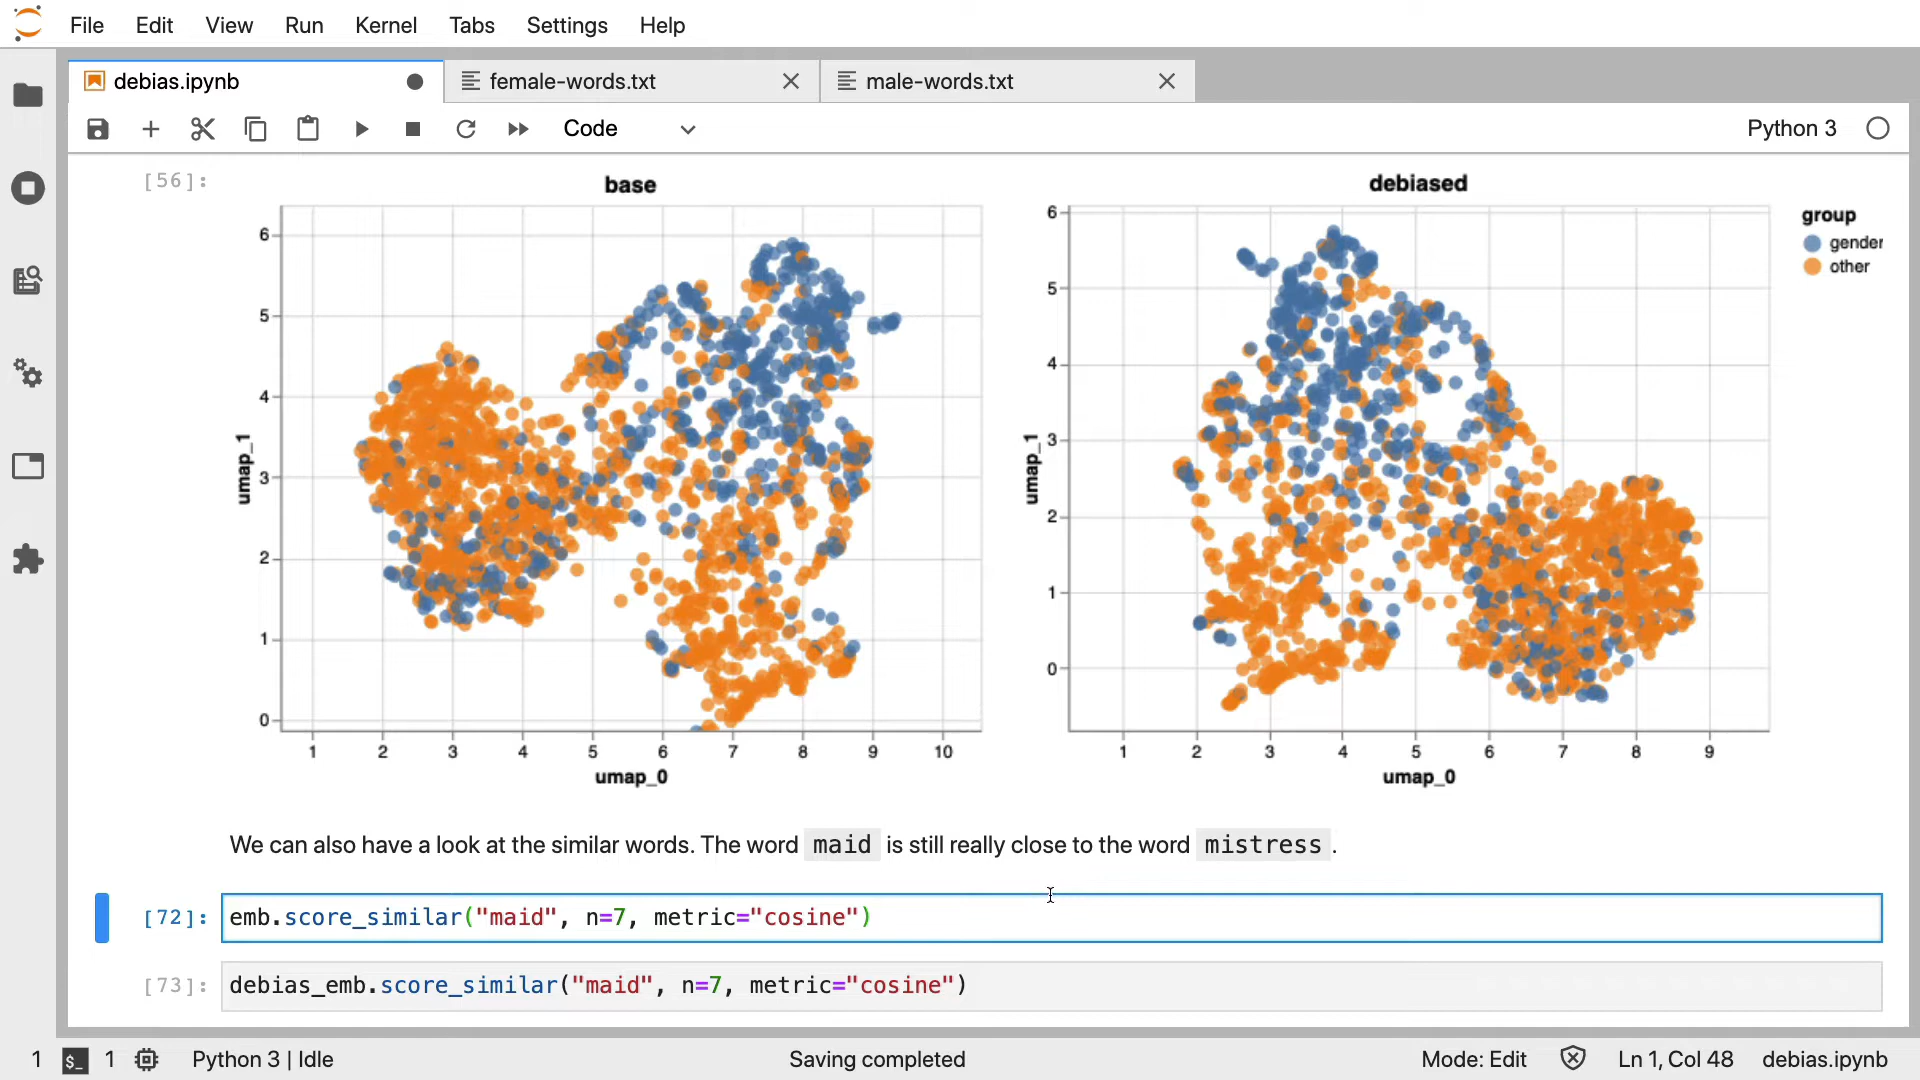 File Edit View Run Kernel Tabs Settings Help
debias.ipynb female-words.txt male-words.txt
Code Python 3
[56]:
base debiased
group
gender
other
6
5
4
3
2
1
0
umap_1
1 2 3 4 5 6 7 8 9 10
umap_0
6
5
4
3
2
1
0
umap_1
1 2 3 4 5 6 7 8 9
umap_0
We can also have a look at the similar words. The word maid is still really close to the word mistress .
[72]: emb.score_similar("maid", n=7, metric="cosine")
[73]: debias_emb.score_similar("maid", n=7, metric="cosine")
1 $_ 1 Python 3 | Idle Saving completed Mode: Edit Ln 1, Col 48 debias.ipynb